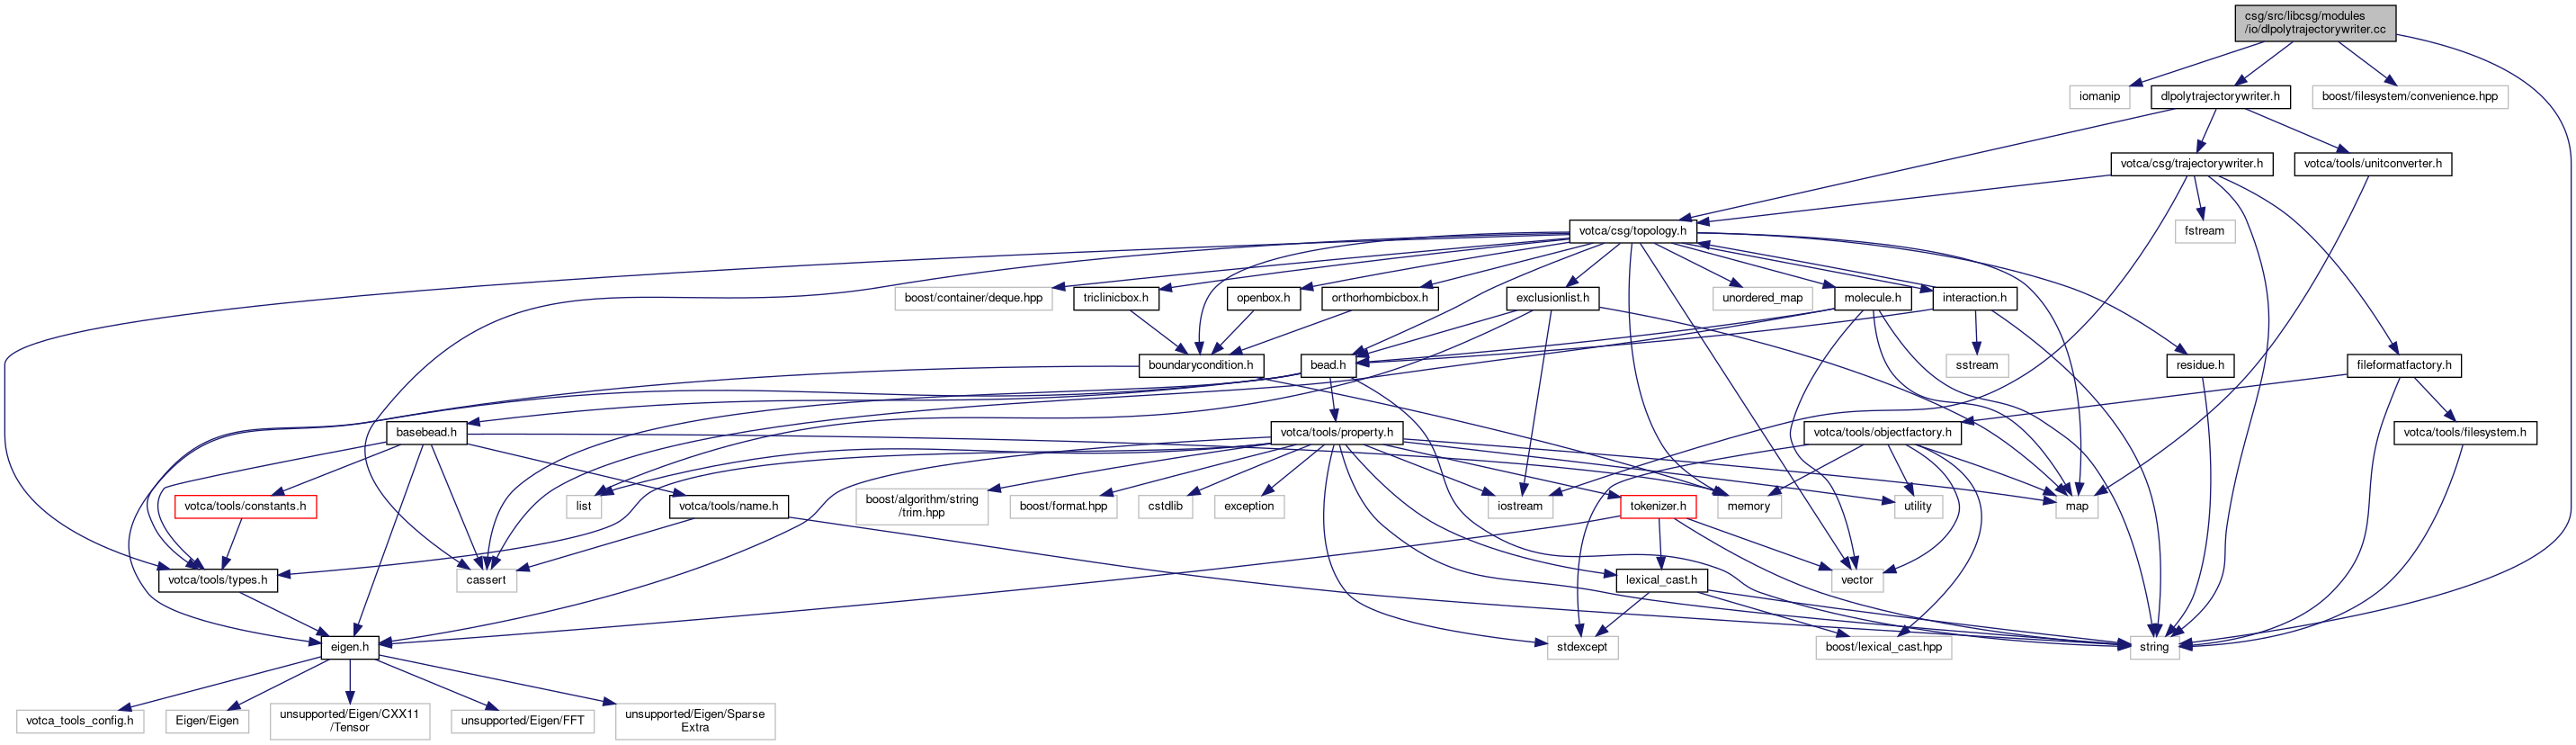 csg/src/libcsg/modules
/io/dlpolytrajectorywriter.cc
iomanip
dlpolytrajectorywriter.h
boost/filesystem/convenience.hpp
votca/csg/trajectorywriter.h
votca/tools/unitconverter.h
votca/csg/topology.h
fstream
boost/container/deque.hpp
triclinicbox.h
openbox.h
orthorhombicbox.h
exclusionlist.h
unordered_map
molecule.h
interaction.h
boundarycondition.h
bead.h
sstream
residue.h
fileformatfactory.h
basebead.h
votca/tools/property.h
votca/tools/objectfactory.h
votca/tools/filesystem.h
votca/tools/constants.h
list
votca/tools/name.h
boost/algorithm/string
/trim.hpp
boost/format.hpp
cstdlib
exception
iostream
tokenizer.h
memory
utility
map
votca/tools/types.h
cassert
lexical_cast.h
vector
eigen.h
stdexcept
boost/lexical_cast.hpp
string
votca_tools_config.h
Eigen/Eigen
unsupported/Eigen/CXX11
/Tensor
unsupported/Eigen/FFT
unsupported/Eigen/Sparse
Extra